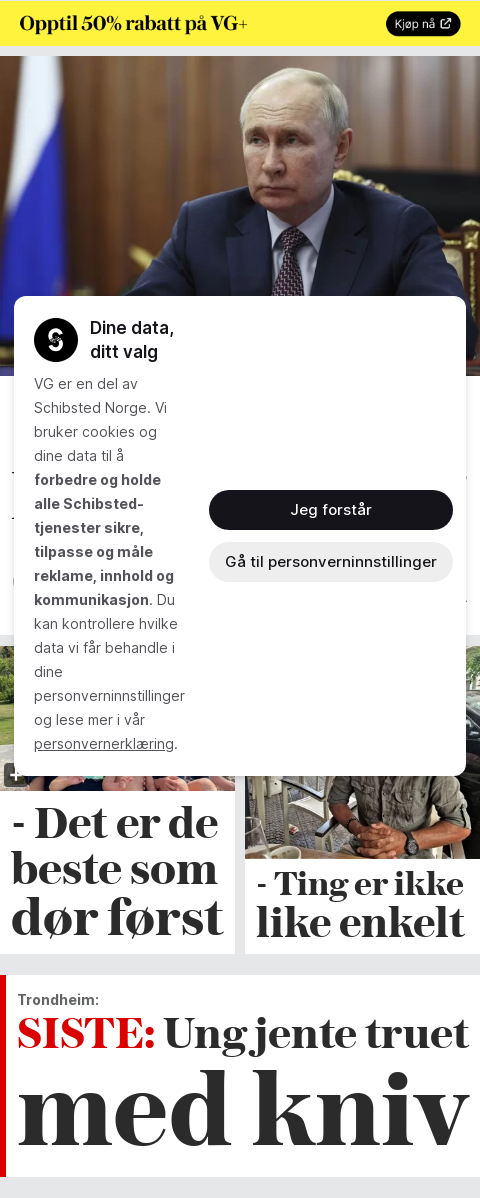 Opptil 50% rabatt på VG+
Kjøp nå
Dine data,
ditt valg
VG er en del av
Schibsted Norge. Vi
bruker cookies og
dine data til å
forbedre og holde
alle Schibsted-
tjenester sikre,
tilpasse og måle
reklame, innhold og
kommunikasjon. Du
kan kontrollere hvilke
data vi får behandle i
dine
personverninnstillinger
og lese mer i vår
personvernerklæring.
Jeg forstår
Gå til personverninnstillinger
- Det er de
beste som
dør først
- Ting er ikke
like enkelt
Trondheim:
SISTE: Ung jente truet
med kniv